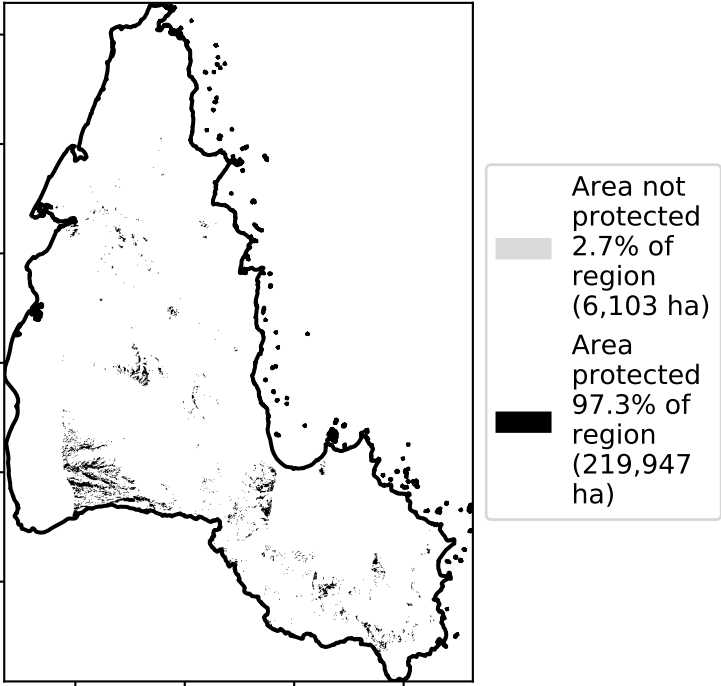 Area not
protected
2.7% of
region
(6,103 ha)
Area
protected
97.3% of
region
(219,947
ha)